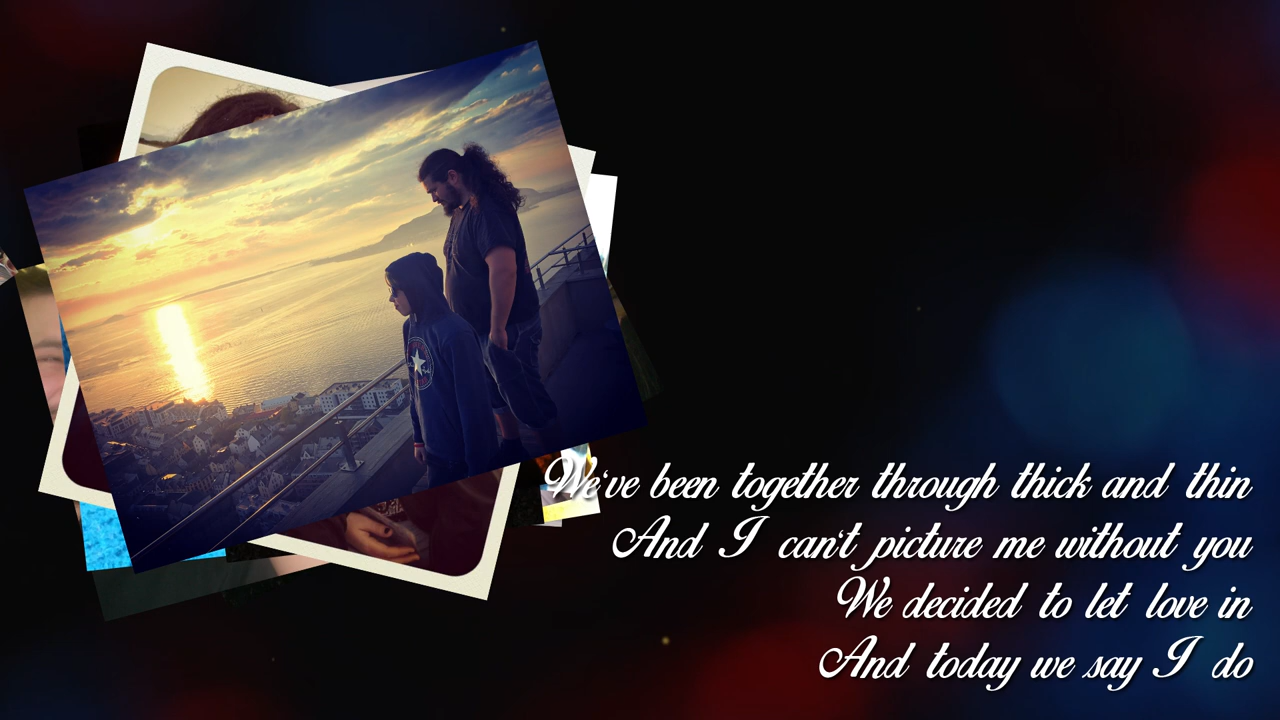 We've been together through thick and thin
And I can't picture me without you
We decided to let love in
And today we say I do